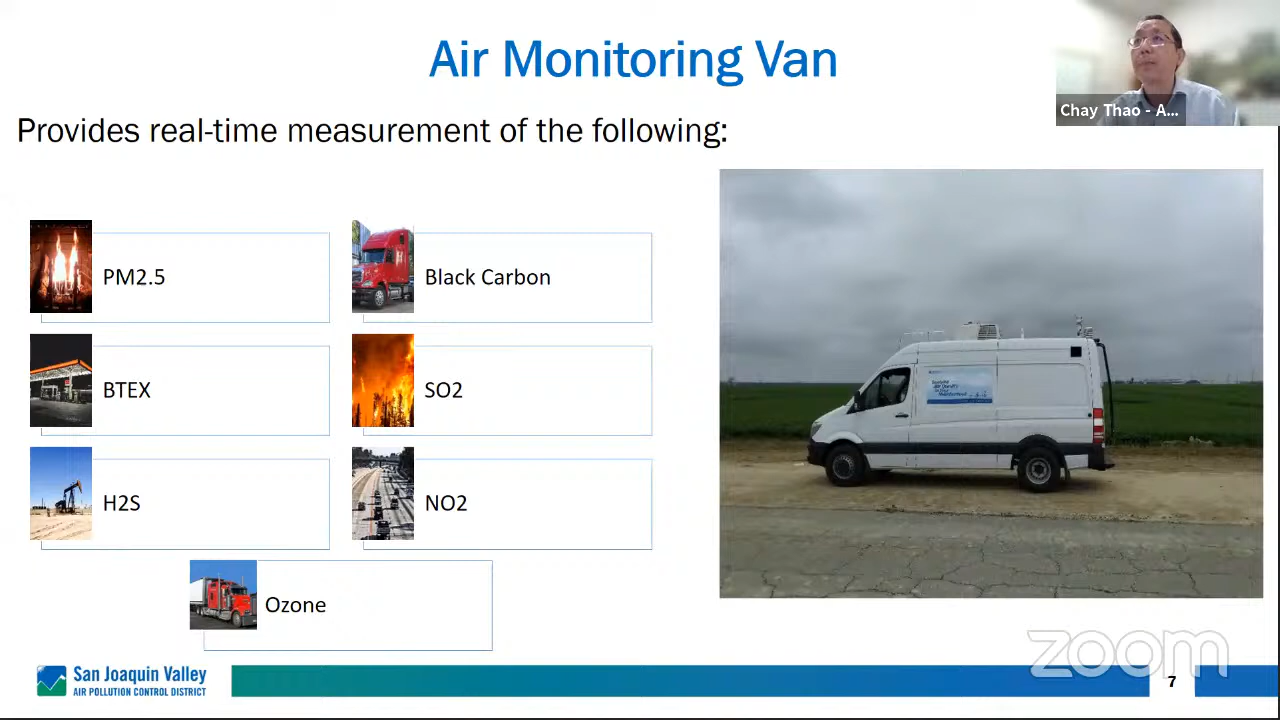 Air Monitoring Van
Chay Thao - A...
Provides real-time measurement of the following:
PM2.5
Black Carbon
BTEX
SO2
H2S
NO2
Ozone
San Joaquin Valley
AIR POLLUTION CONTROL DISTRICT
zoom
7